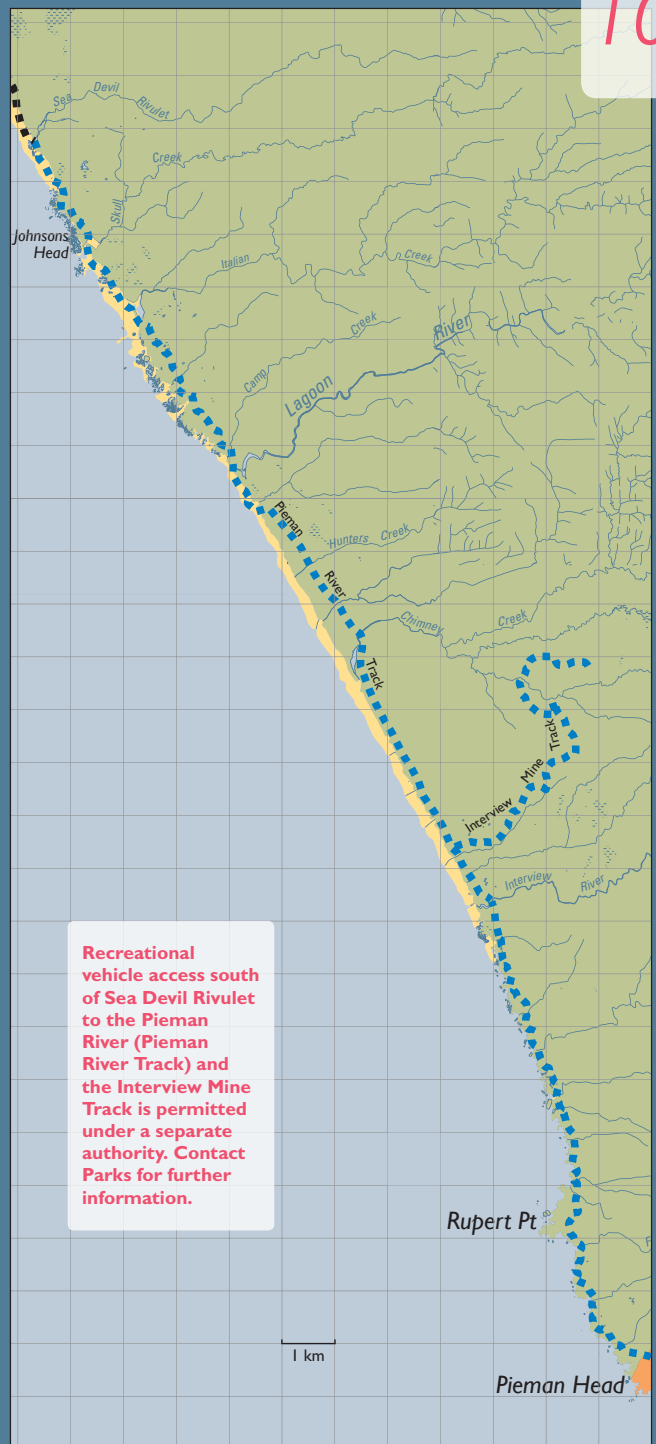 10
Sea Devil Rivulet
Creek
Skull
Johnsons
Head
Italian
Creek
Creek
Camp
River
Lagoon
Pieman
Hunters Creek
River
Chimney
Creek
Track
Track
Mine
Interview
Interview
River
Recreational
vehicle access south
of Sea Devil Rivulet
to the Pieman
River (Pieman
River Track) and
the Interview Mine
Track is permitted
under a separate
authority. Contact
Parks for further
information.
Rupert Pt
1 km
Pieman Head